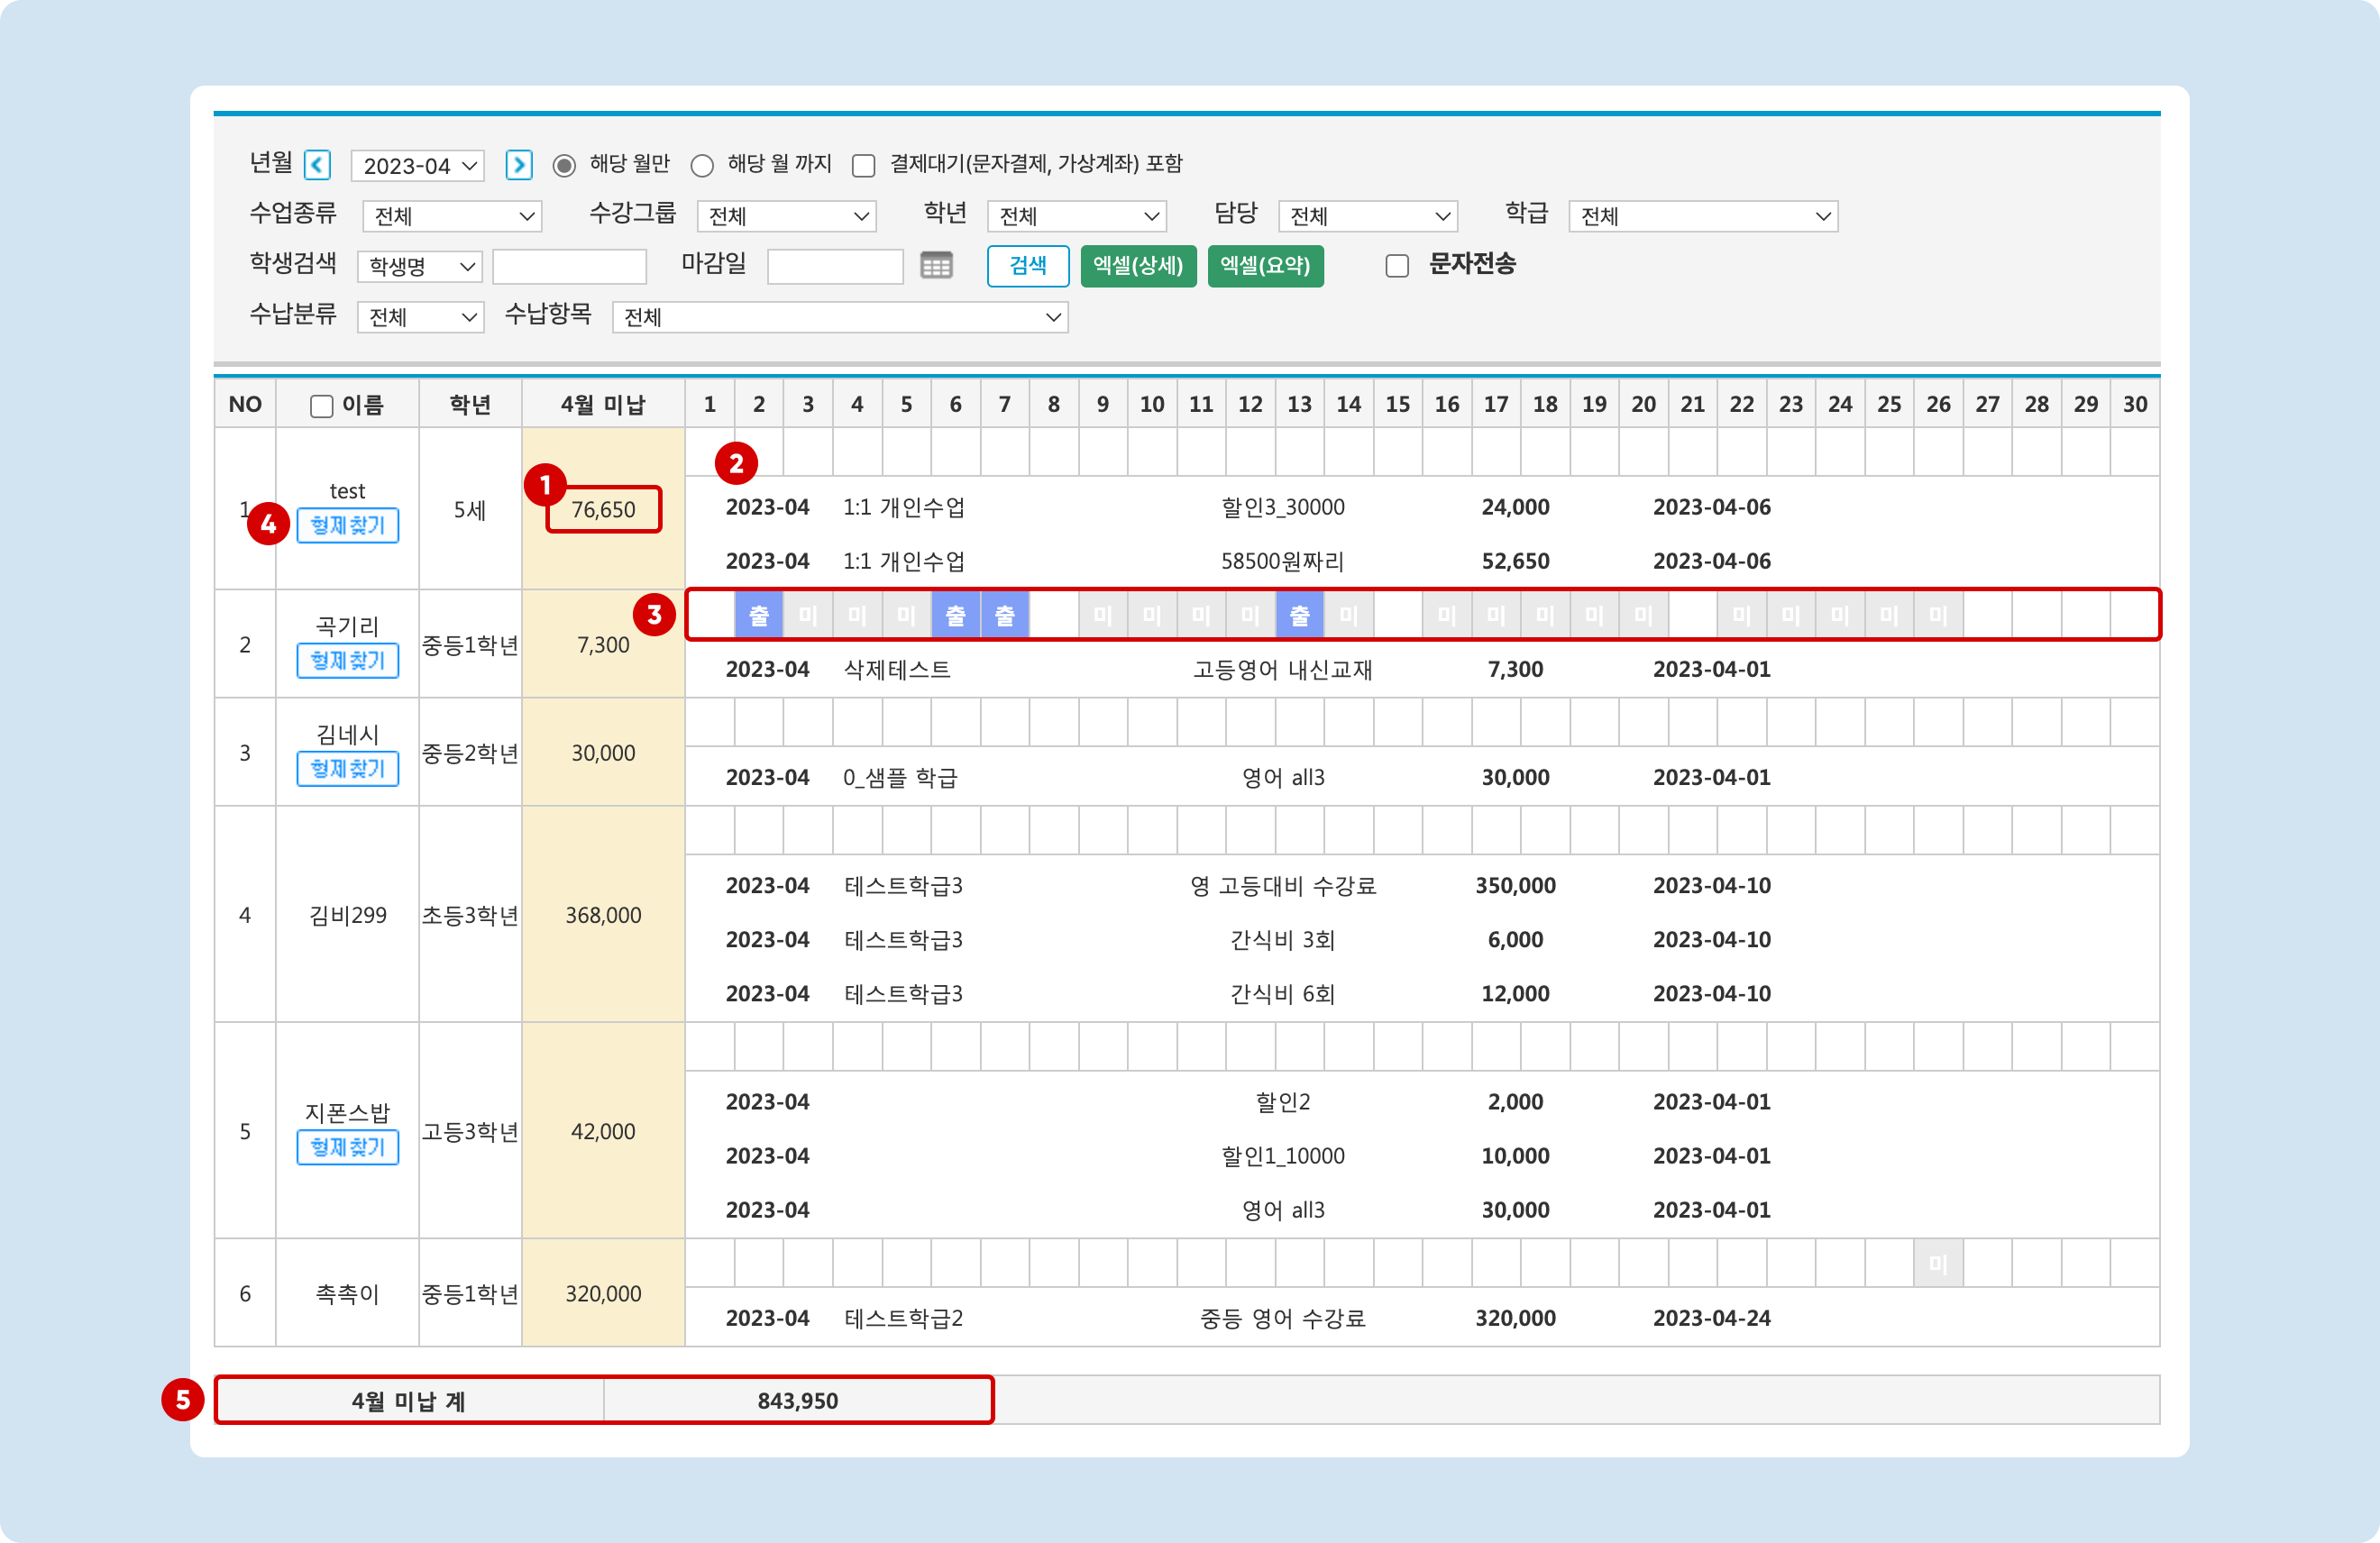 년월 2023-04 해당 월만 해당 월 까지 결제대기(문자결제, 가상계좌) 포함
수업종류 전체 수강그룹 전체 학년 전체 담당 전체 학급 전체
학생검색 학생명 마감일 검색 엑셀(상세) 엑셀(요약) 문자전송
수납분류 전체 수납항목 전체
NO 이름 학년 4월 미납 1 2 3 4 5 6 7 8 9 10 11 12 13 14 15 16 17 18 19 20 21 22 23 24 25 26 27 28 29 30
2
1 test 5세 1 76,650
4 형제찾기
2023-04 1:1 개인수업 할인3_30000 24,000 2023-04-06
2023-04 1:1 개인수업 58500원짜리 52,650 2023-04-06
3 출 미 미 미 출 출 미 미 미 미 출 미 미 미 미 미 미 미 미 미 미 미
2 곡기리 중등1학년 7,300
형제찾기
2023-04 삭제테스트 고등영어 내신교재 7,300 2023-04-01
3 김네시 중등2학년 30,000
형제찾기
2023-04 0_샘플 학급 영어 all3 30,000 2023-04-01
4 김비299 초등3학년 368,000
2023-04 테스트학급3 영 고등대비 수강료 350,000 2023-04-10
2023-04 테스트학급3 간식비 3회 6,000 2023-04-10
2023-04 테스트학급3 간식비 6회 12,000 2023-04-10
5 지폰스밥 고등3학년 42,000
형제찾기
2023-04 할인2 2,000 2023-04-01
2023-04 할인1_10000 10,000 2023-04-01
2023-04 영어 all3 30,000 2023-04-01
미
6 촉촉이 중등1학년 320,000
2023-04 테스트학급2 중등 영어 수강료 320,000 2023-04-24
5 4월 미납 계 843,950